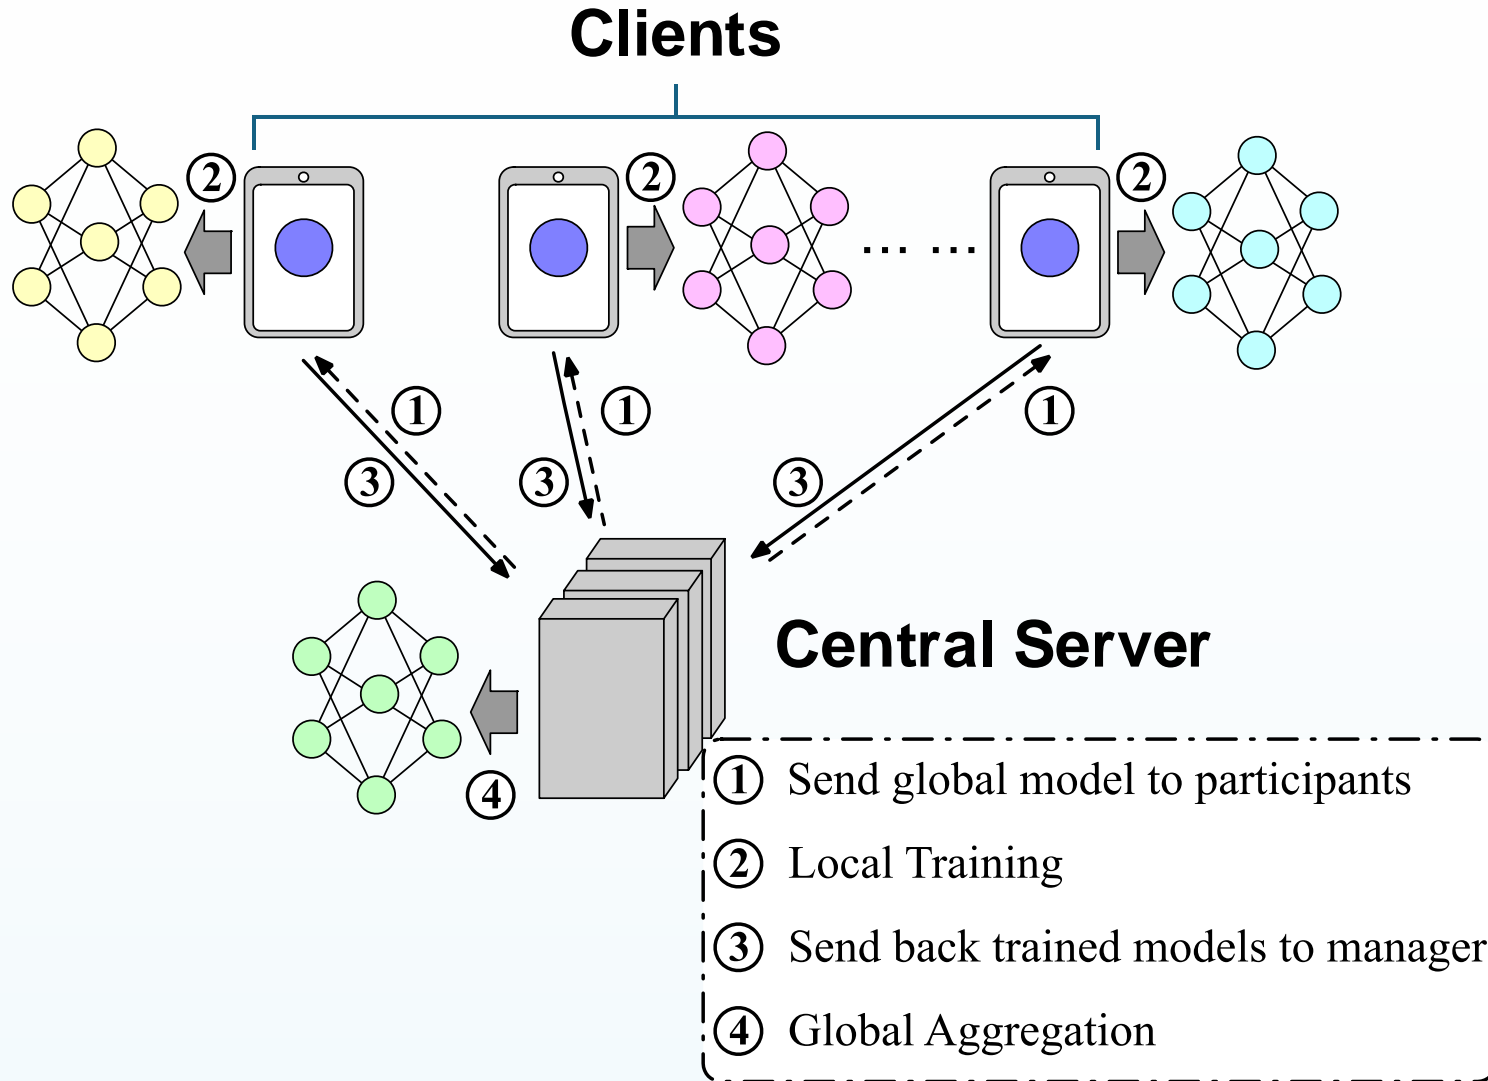 Clients
2
2
2
... ...
1
1
1
3
3
3
Central Server
4
1 Send global model to participants
2 Local Training
3 Send back trained models to manager
4 Global Aggregation